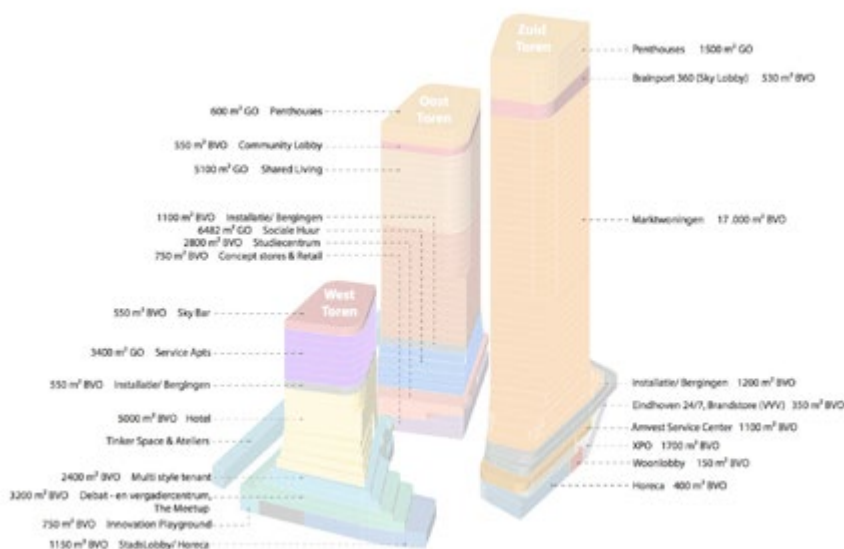 Zuid
Toren
Penthouses 1500 m² GO
Brainport 360 (Sky Lobby) 530 m² BVO
Marktwoningen 17.000 m² BVO
Installatie/ Bergingen 1200 m² BVO
Eindhoven 24/7, Brandstore (VVV) 350 m² BVO
Amvest Service Center 1100 m² BVO
XPO 1700 m² BVO
Woonlobby 150 m² BVO
Horeca 400 m² BVO
Oost
Toren
600 m² GO Penthouses
550 m² BVO Community Lobby
5100 m² GO Shared Living
1100 m² BVO Installatie/ Bergingen
6482 m² GO Sociale Huur
2800 m² BVO Studiecentrum
750 m² BVO Concept stores & Retail
West
Toren
550 m² BVO Sky Bar
3400 m² GO Service Apts
550 m² BVO Installatie/ Bergingen
5000 m² BVO Hotel
Tinker Space & Ateliers
2400 m² BVO Multi style tenant
3200 m² BVO Debat - en vergadercentrum,
The Meetup
750 m² BVO Innovation Playground
1150 m² BVO StadsLobby/ Horeca